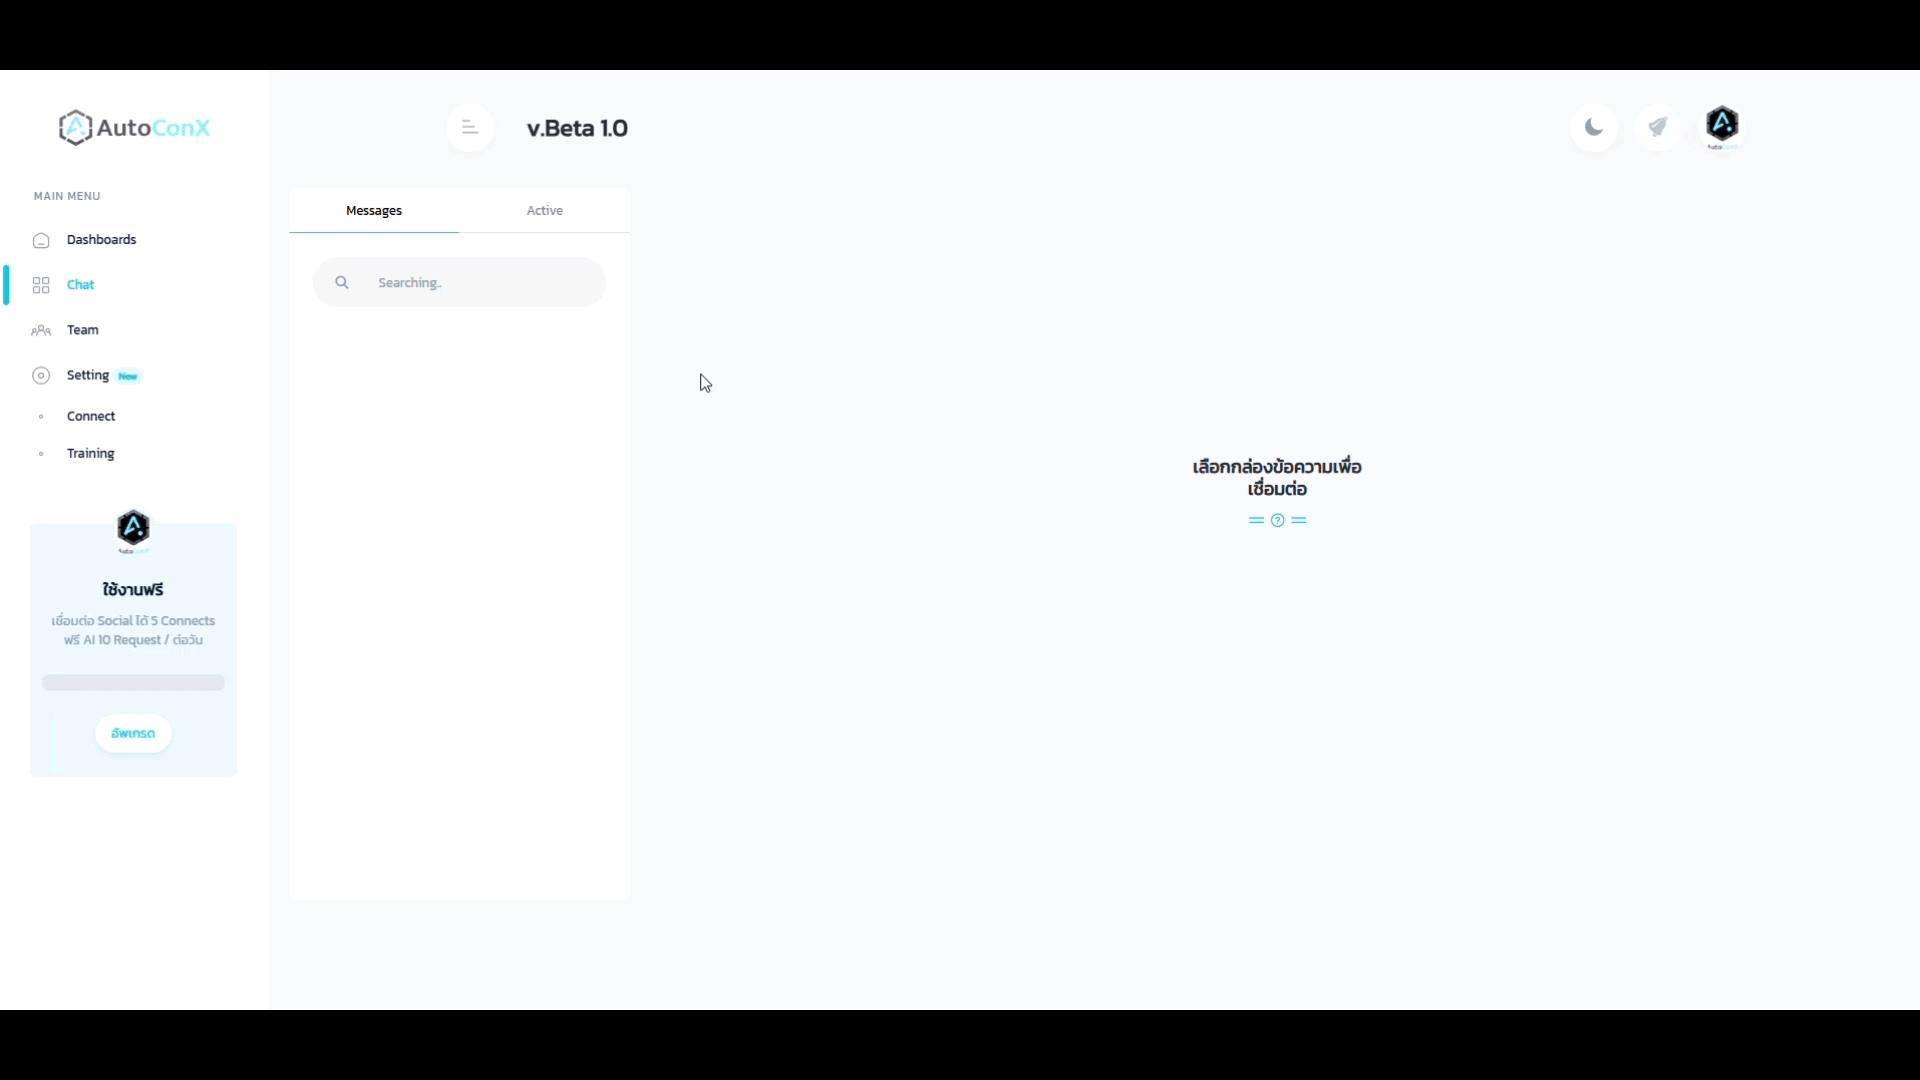 AutoConX
v.Beta 1.0
MAIN MENU
Dashboards
Chat
Team
Setting New
Connect
Training
ใช้งานฟรี
เชื่อมต่อ Social ได้ 5 Connects
ฟรี AI 10 Request / ต่อวัน
อัพเกรด
Messages
Active
Searching..
เลือกกล่องข้อความเพื่อ
เชื่อมต่อ